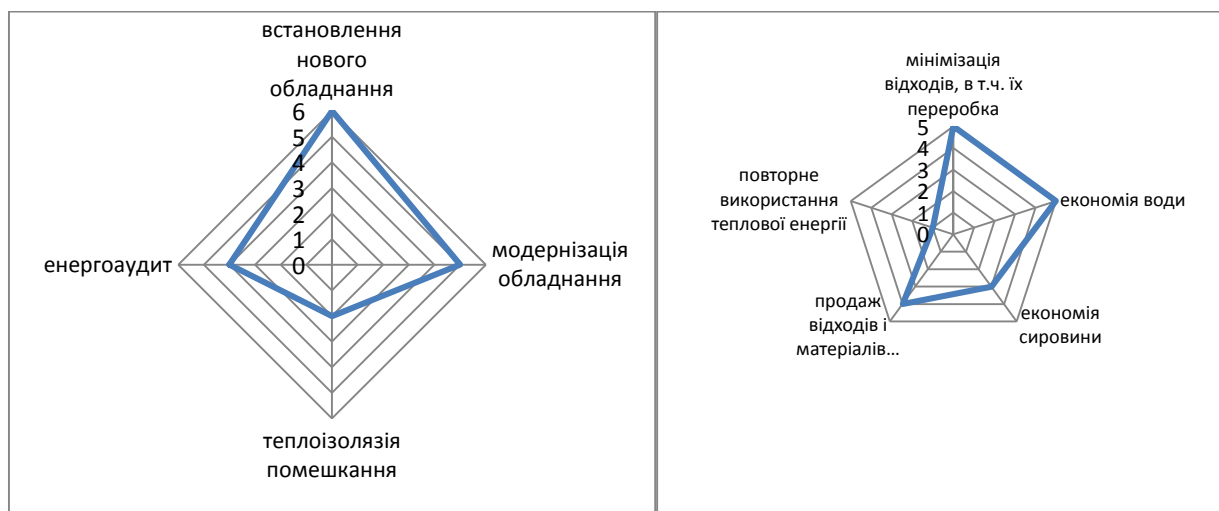 встановлення
нового
обладнання
6
5
4
3
2
1
0
енергоаудит
модернізація
обладнання
теплоізолязія
помешкання
мінімізація
відходів, в т.ч. їх
переробка
5
4
3
2
1
0
повторне
використання
теплової енергії
економія води
продаж
відходів і
матеріалів...
економія
сировини